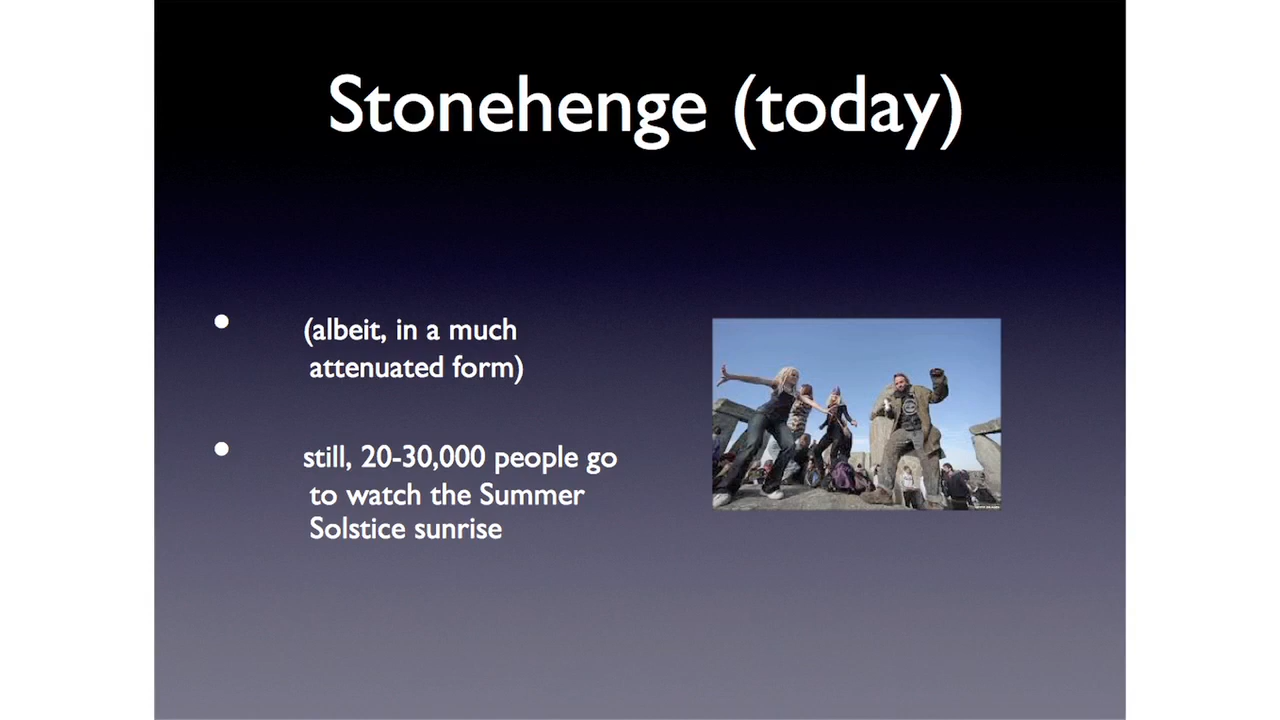 Stonehenge (today)
• (albeit, in a much
attenuated form)
• still, 20-30,000 people go
to watch the Summer
Solstice sunrise